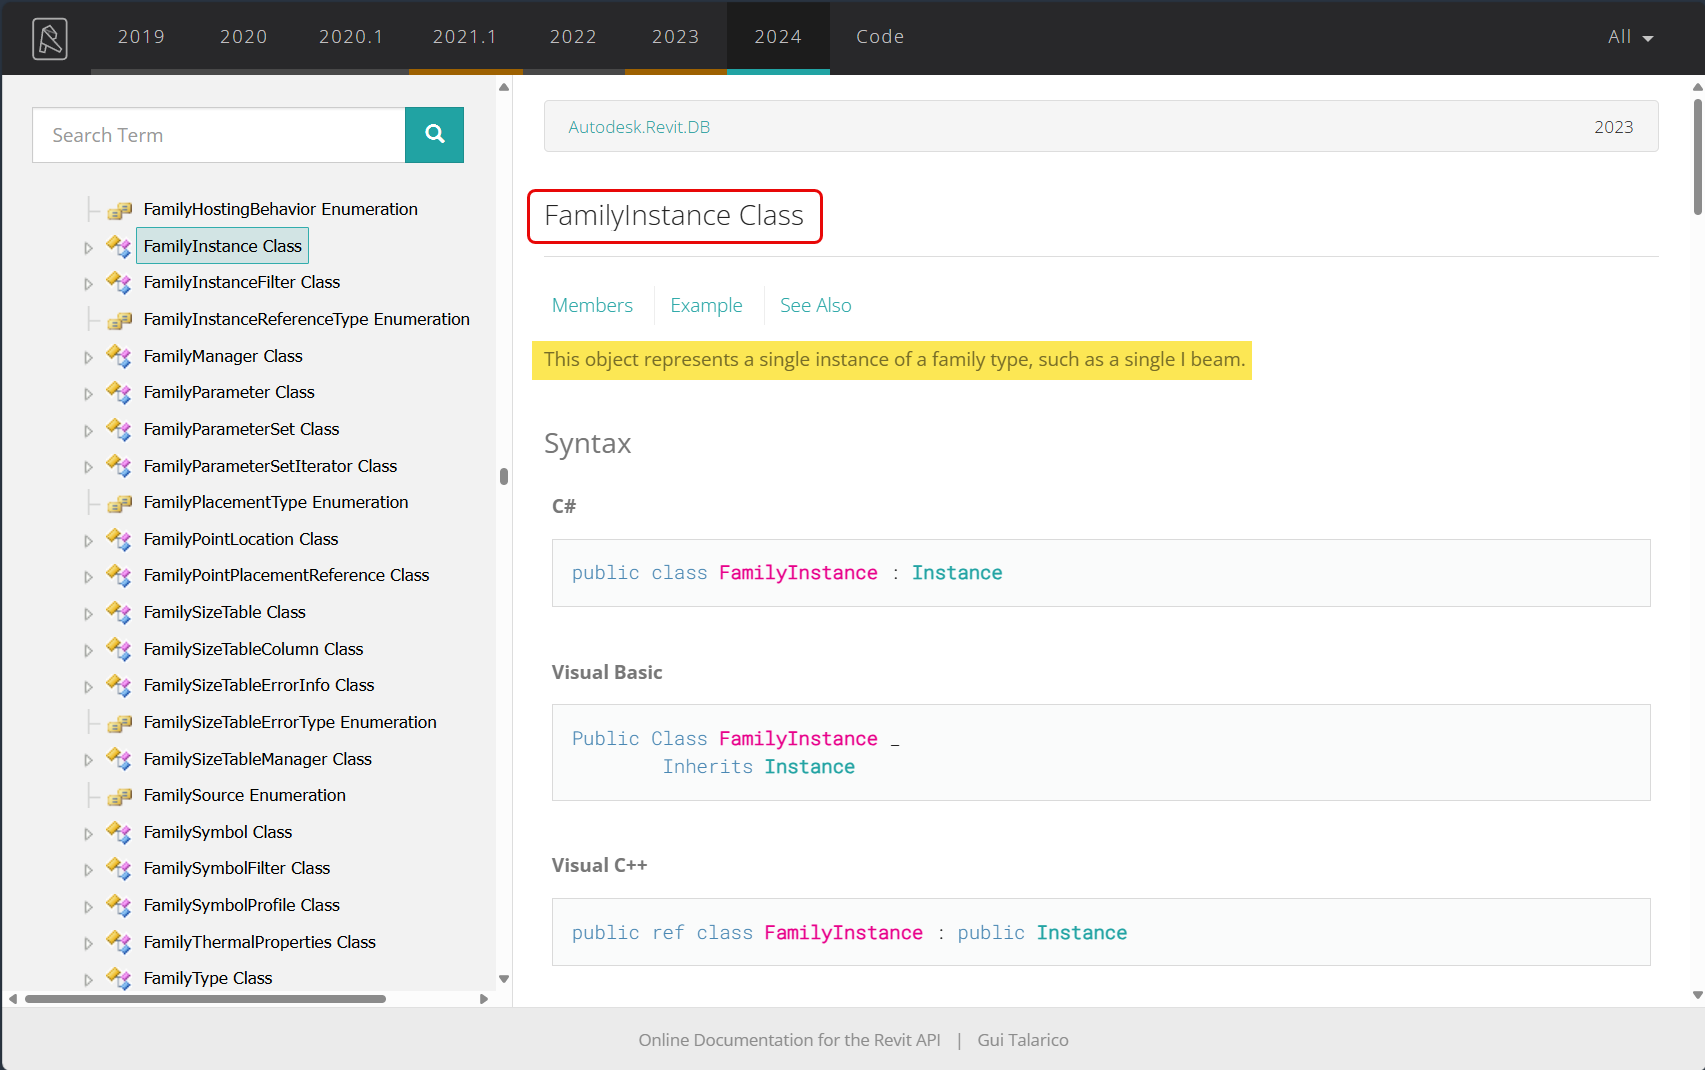 2019 2020 2020.1 2021.1 2022 2023 2024 Code All
Search Term
FamilyHostingBehavior Enumeration
FamilyInstance Class
FamilyInstanceFilter Class
FamilyInstanceReferenceType Enumeration
FamilyManager Class
FamilyParameter Class
FamilyParameterSet Class
FamilyParameterSetIterator Class
FamilyPlacementType Enumeration
FamilyPointLocation Class
FamilyPointPlacementReference Class
FamilySizeTable Class
FamilySizeTableColumn Class
FamilySizeTableErrorInfo Class
FamilySizeTableErrorType Enumeration
FamilySizeTableManager Class
FamilySource Enumeration
FamilySymbol Class
FamilySymbolFilter Class
FamilySymbolProfile Class
FamilyThermalProperties Class
FamilyType Class
Autodesk.Revit.DB 2023
FamilyInstance Class
Members Example See Also
This object represents a single instance of a family type, such as a single I beam.
Syntax
C#
public class FamilyInstance : Instance
Visual Basic
Public Class FamilyInstance _
Inherits Instance
Visual C++
public ref class FamilyInstance : public Instance
Online Documentation for the Revit API | Gui Talarico